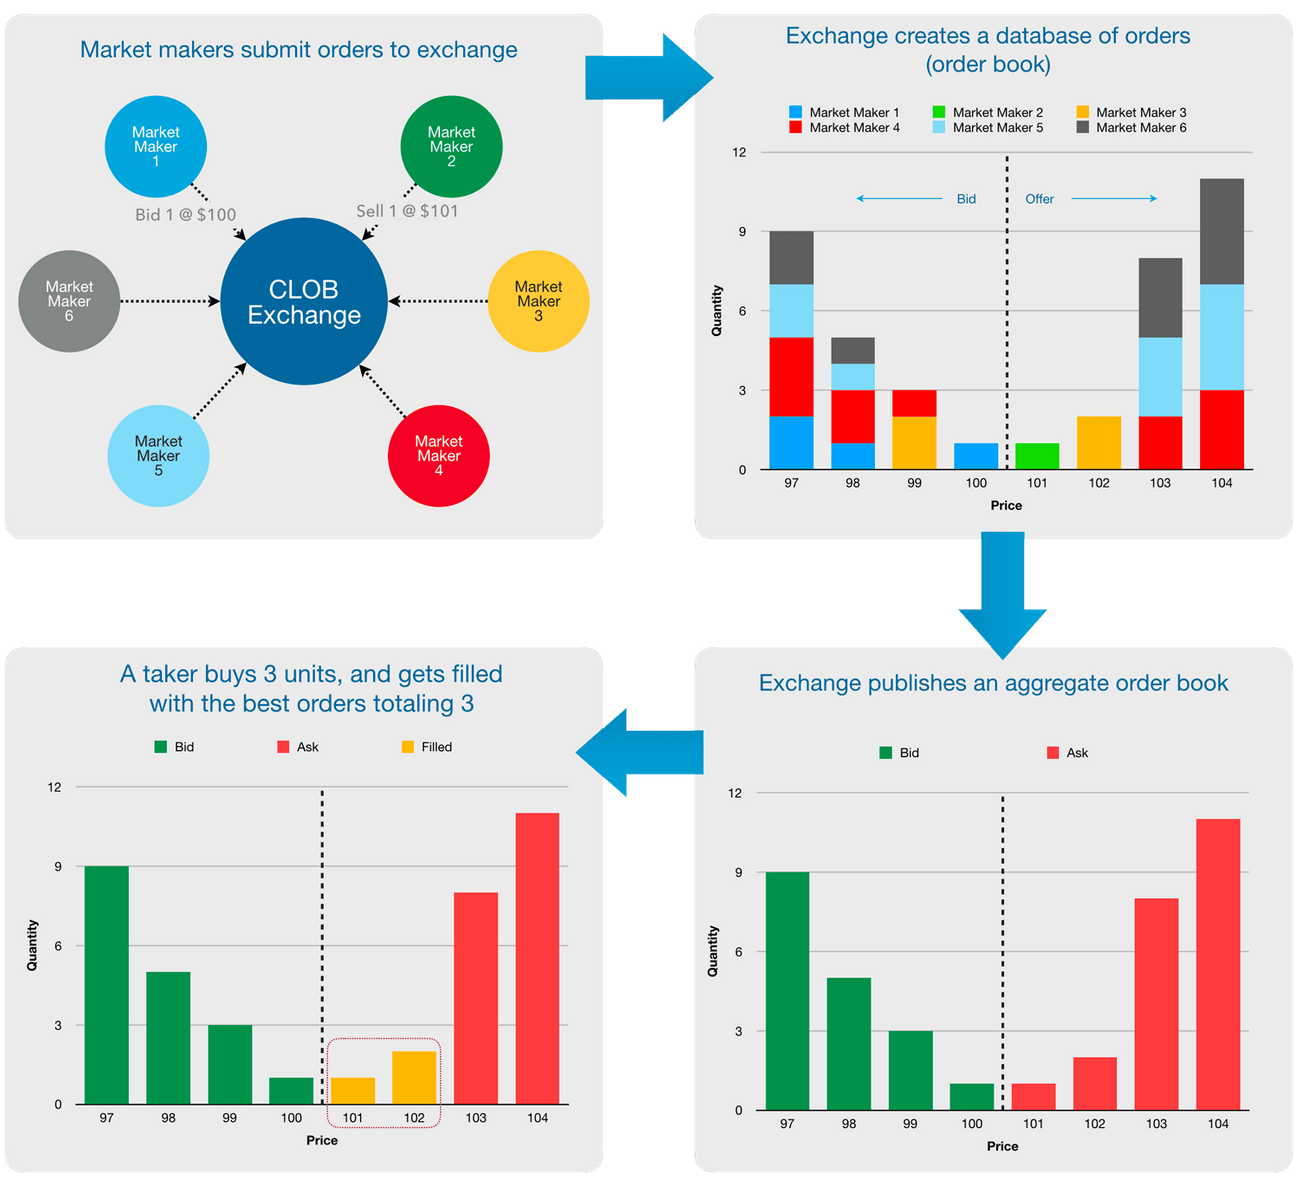 Market makers submit orders to exchange
Market
Maker
1
Market
Maker
2
Bid 1 @ $100
Sell 1 @ $101
Market
Maker
6
CLOB
Exchange
Market
Maker
3
Market
Maker
5
Market
Maker
4
Exchange creates a database of orders
(order book)
Market Maker 1
Market Maker 2
Market Maker 3
Market Maker 4
Market Maker 5
Market Maker 6
12
9
6
3
0
Quantity
Bid
Offer
97
98
99
100
101
102
103
104
Price
A taker buys 3 units, and gets filled
with the best orders totaling 3
Bid
Ask
Filled
12
9
6
3
0
Quantity
97
98
99
100
101
102
103
104
Price
Exchange publishes an aggregate order book
Bid
Ask
12
9
6
3
0
Quantity
97
98
99
100
101
102
103
104
Price